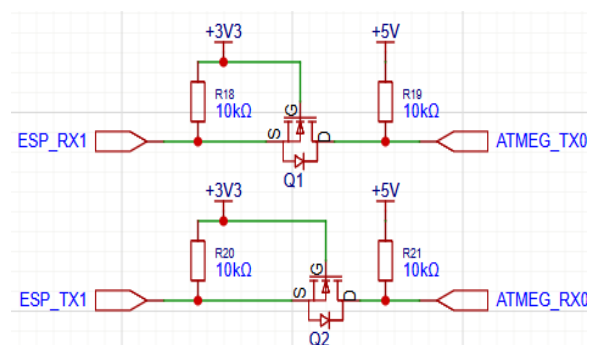 +3V3
+5V
R18
10kΩ
R19
10kΩ
G
S
D
ESP_RX1
ATMEG_TX0
Q1
+3V3
+5V
R20
10kΩ
R21
10kΩ
G
S
D
ESP_TX1
ATMEG_RX0
Q2